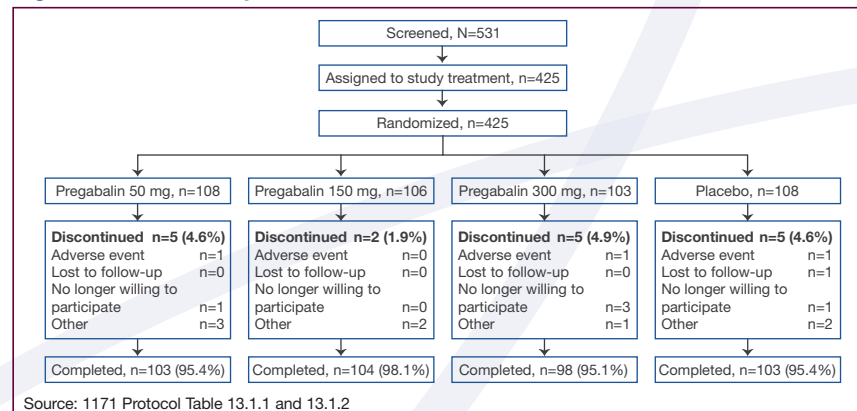 Screened, N=531
Assigned to study treatment, n=425
Randomized, n=425
Pregabalin 50 mg, n=108
Discontinued n=5 (4.6%)
Adverse event n=1
Lost to follow-up n=0
No longer willing to
participate n=1
Other n=3
Completed, n=103 (95.4%)
Pregabalin 150 mg, n=106
Discontinued n=2 (1.9%)
Adverse event n=0
Lost to follow-up n=0
No longer willing to
participate n=0
Other n=2
Completed, n=104 (98.1%)
Pregabalin 300 mg, n=103
Discontinued n=5 (4.9%)
Adverse event n=1
Lost to follow-up n=0
No longer willing to
participate n=3
Other n=1
Completed, n=98 (95.1%)
Placebo, n=108
Discontinued n=5 (4.6%)
Adverse event n=1
Lost to follow-up n=1
No longer willing to
participate n=1
Other n=2
Completed, n=103 (95.4%)
Source: 1171 Protocol Table 13.1.1 and 13.1.2